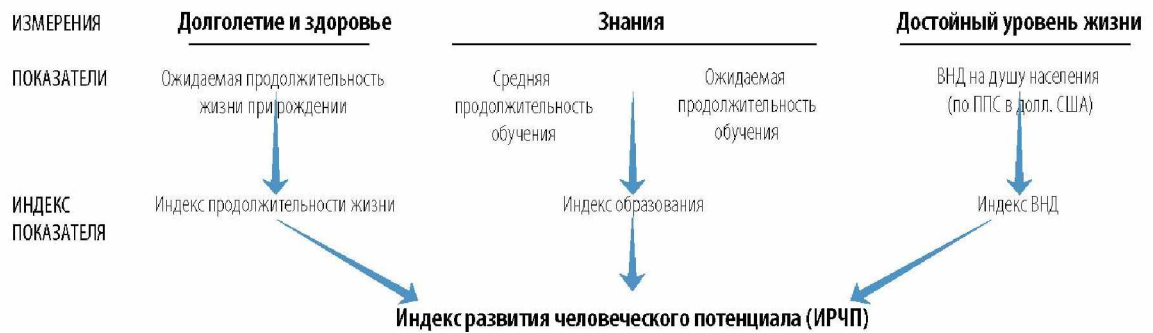 ИЗМЕРЕНИЯ Долголетие и здоровье Знания Достойный уровень жизни
ПОКАЗАТЕЛИ
Ожидаемая продолжительность
жизни при рождении
Средняя
продолжительность
обучения
Ожидаемая
продолжительность
обучения
ВНД на душу населения
(по ППС в долл. США)
ИНДЕКС
ПОКАЗАТЕЛЯ
Индекс продолжительности жизни
Индекс образования
Индекс ВНД
Индекс развития человеческого потенциала (ИРЧП)